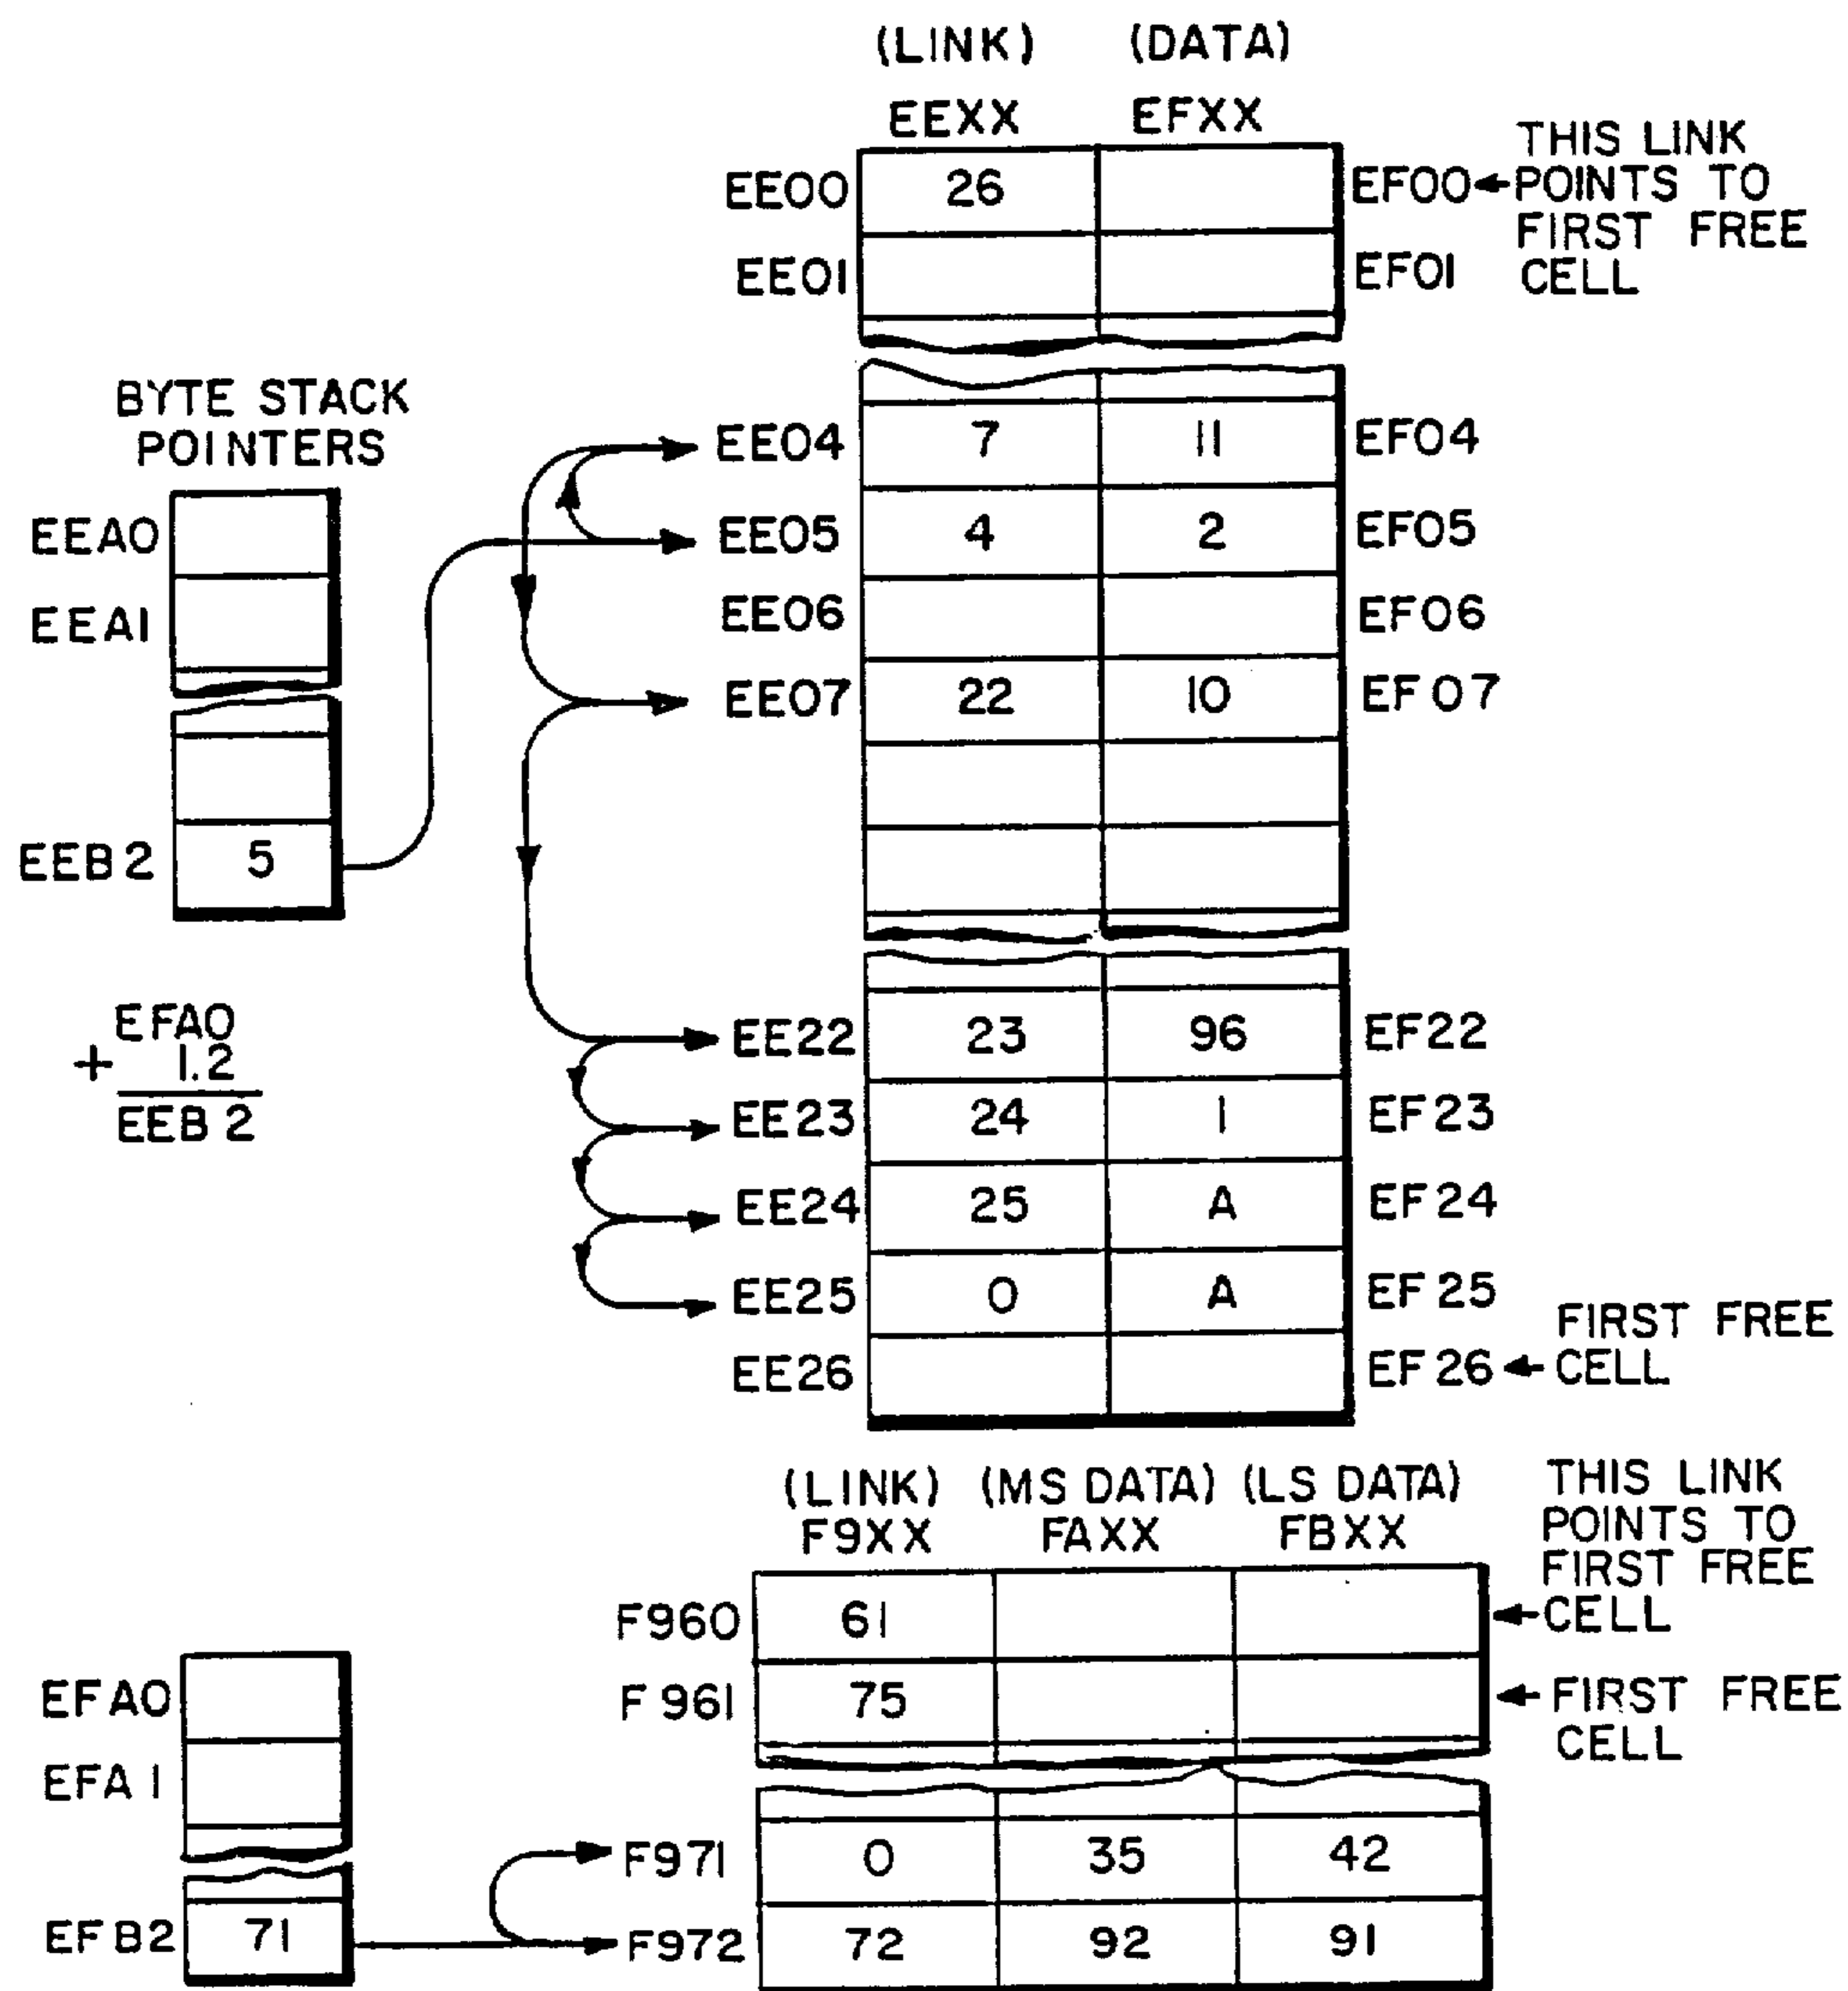 (LINK) (DATA)
EEXX EFXX
EE00 26 EF00
THIS LINK
POINTS TO
FIRST FREE
CELL
EE01 EF01
BYTE STACK
POINTERS
EEA0
EEA1
EEB2 5
EE04 7 11 EF04
EE05 4 2 EF05
EE06 EF06
EE07 22 10 EF07
EFA0
+ 1.2
EEB2
EE22 23 96 EF22
EE23 24 1 EF23
EE24 25 A EF24
EE25 0 A EF25
EE26 EF26
FIRST FREE
CELL
(LINK) (MS DATA) (LS DATA)
F9XX FAXX FBXX
THIS LINK
POINTS TO
FIRST FREE
CELL
F960 61
F961 75
FIRST FREE
CELL
EFA0
EFA1
EFB2 71
F971 0 35 42
F972 72 92 91